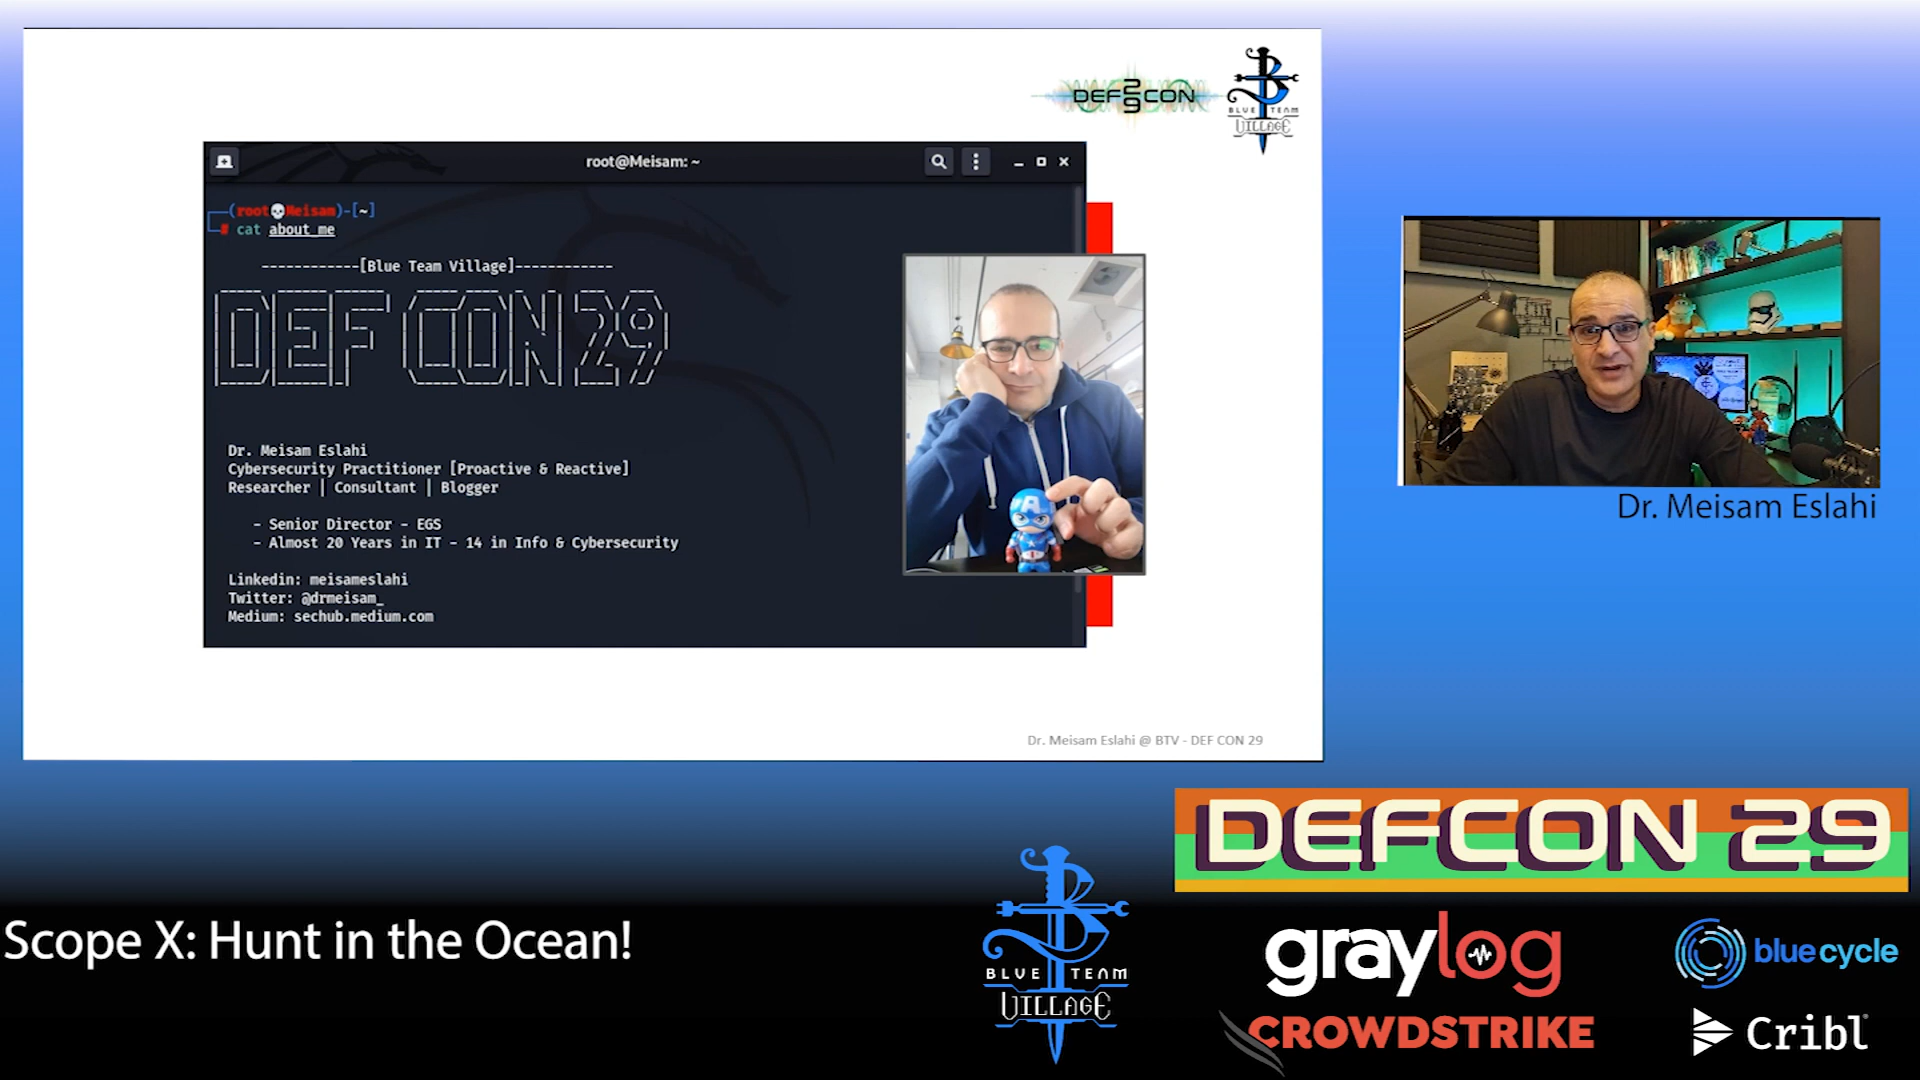 DEF CON 29
BLUE TEAM
VILLAGE
root@Meisam: ~
(root💀Meisam)-[~]
# cat about_me
------------[Blue Team Village]------------
DEF CON 29
Dr. Meisam Eslahi
Cybersecurity Practitioner [Proactive & Reactive]
Researcher | Consultant | Blogger
- Senior Director - EGS
- Almost 20 Years in IT - 14 in Info & Cybersecurity
Linkedin: meisameslahi
Twitter: @drmeisam_
Medium: sechub.medium.com
Dr. Meisam Eslahi @ BTV - DEF CON 29
Dr. Meisam Eslahi
DEFCON 29
Scope X: Hunt in the Ocean!
BLUE TEAM
VILLAGE
graylog
bluecycle
CROWDSTRIKE
Cribl